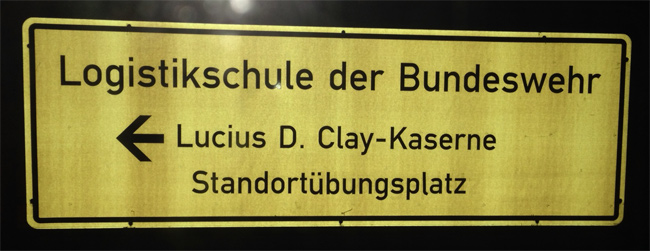 Logistikschule der Bundeswehr
Lucius D. Clay-Kaserne
Standortübungsplatz